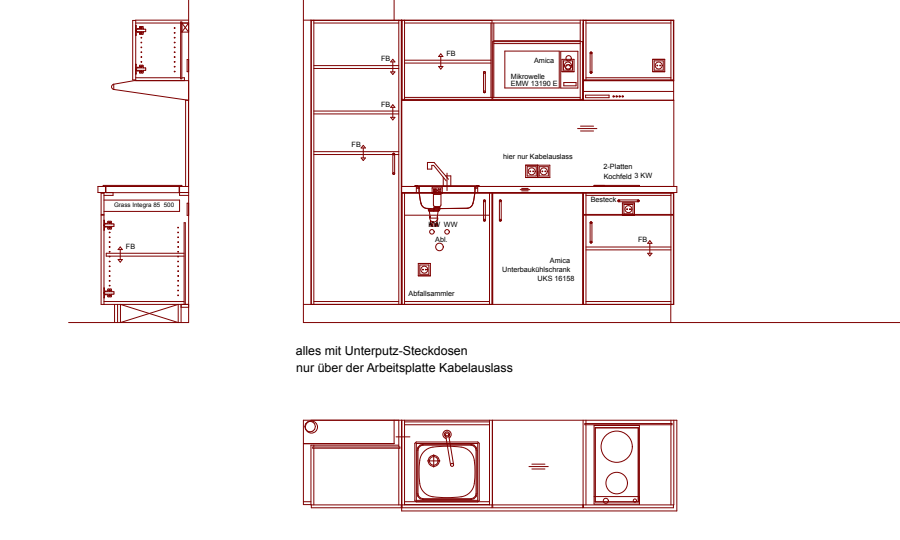 FB
FB
Amica
Mikrowelle
EMW 13190 E
FB
FB
hier nur Kabelauslass
2-Platten
Kochfeld 3 KW
Grass Integra 85 500
Besteck
WW WW
Abl.
FB
FB
Amica
Unterbaukühlschrank
UKS 16158
Abfallsammler
alles mit Unterputz-Steckdosen
nur über der Arbeitsplatte Kabelauslass